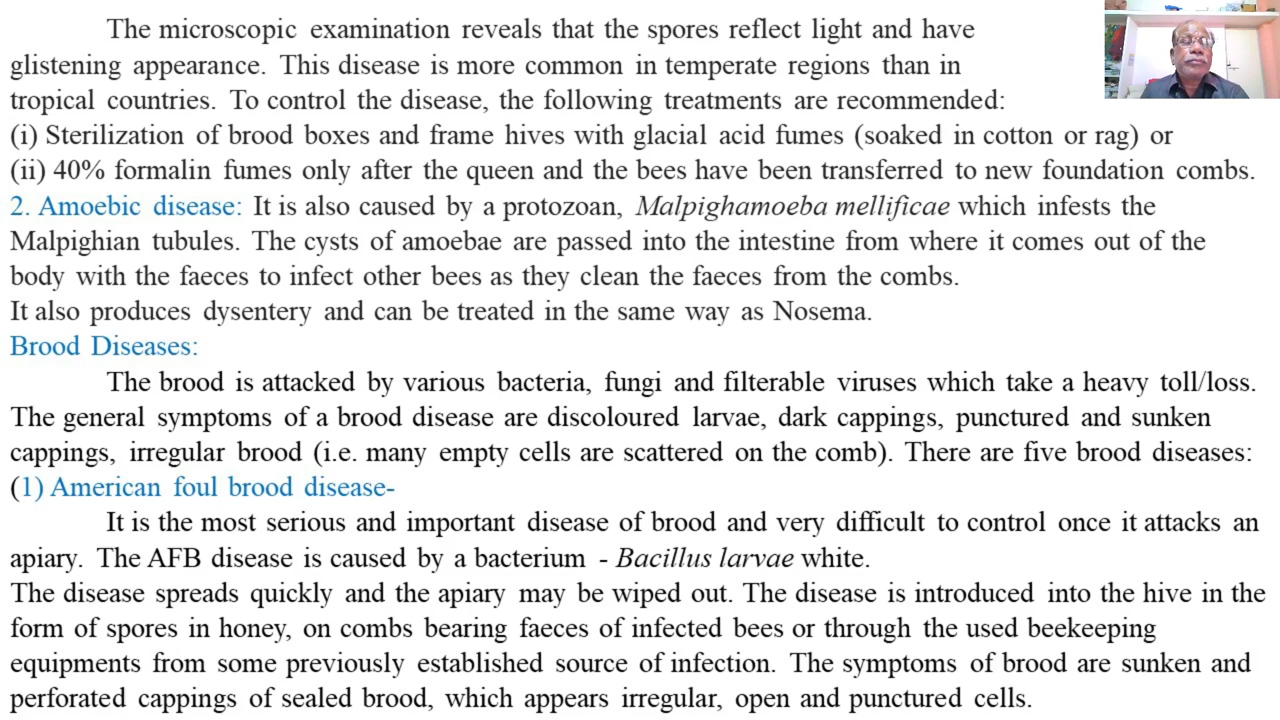 The microscopic examination reveals that the spores reflect light and have
glistening appearance. This disease is more common in temperate regions than in
tropical countries. To control the disease, the following treatments are recommended:
(i) Sterilization of brood boxes and frame hives with glacial acid fumes (soaked in cotton or rag) or
(ii) 40% formalin fumes only after the queen and the bees have been transferred to new foundation combs.
2. Amoebic disease: It is also caused by a protozoan, Malpighamoeba mellificae which infests the
Malpighian tubules. The cysts of amoebae are passed into the intestine from where it comes out of the
body with the faeces to infect other bees as they clean the faeces from the combs.
It also produces dysentery and can be treated in the same way as Nosema.
Brood Diseases:
The brood is attacked by various bacteria, fungi and filterable viruses which take a heavy toll/loss.
The general symptoms of a brood disease are discoloured larvae, dark cappings, punctured and sunken
cappings, irregular brood (i.e. many empty cells are scattered on the comb). There are five brood diseases:
(1) American foul brood disease-
It is the most serious and important disease of brood and very difficult to control once it attacks an
apiary. The AFB disease is caused by a bacterium - Bacillus larvae white.
The disease spreads quickly and the apiary may be wiped out. The disease is introduced into the hive in the
form of spores in honey, on combs bearing faeces of infected bees or through the used beekeeping
equipments from some previously established source of infection. The symptoms of brood are sunken and
perforated cappings of sealed brood, which appears irregular, open and punctured cells.